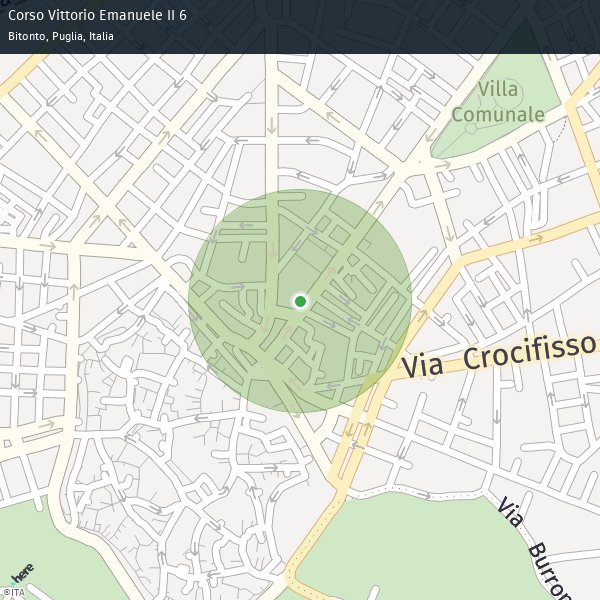 Corso Vittorio Emanuele II 6
Bitonto, Puglia, Italia
Villa
Comunale
Via Crocifisso
Via Burron
here
©ITA